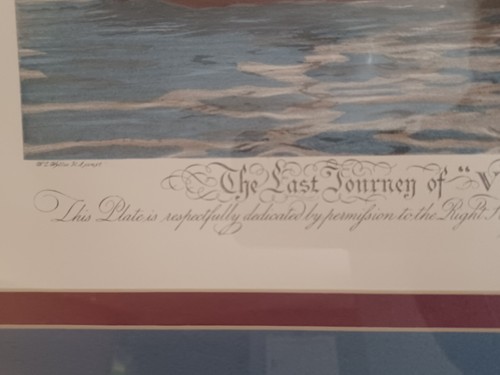 The Last Journey of "V
This Plate is respectfully dedicated by permission to the Right